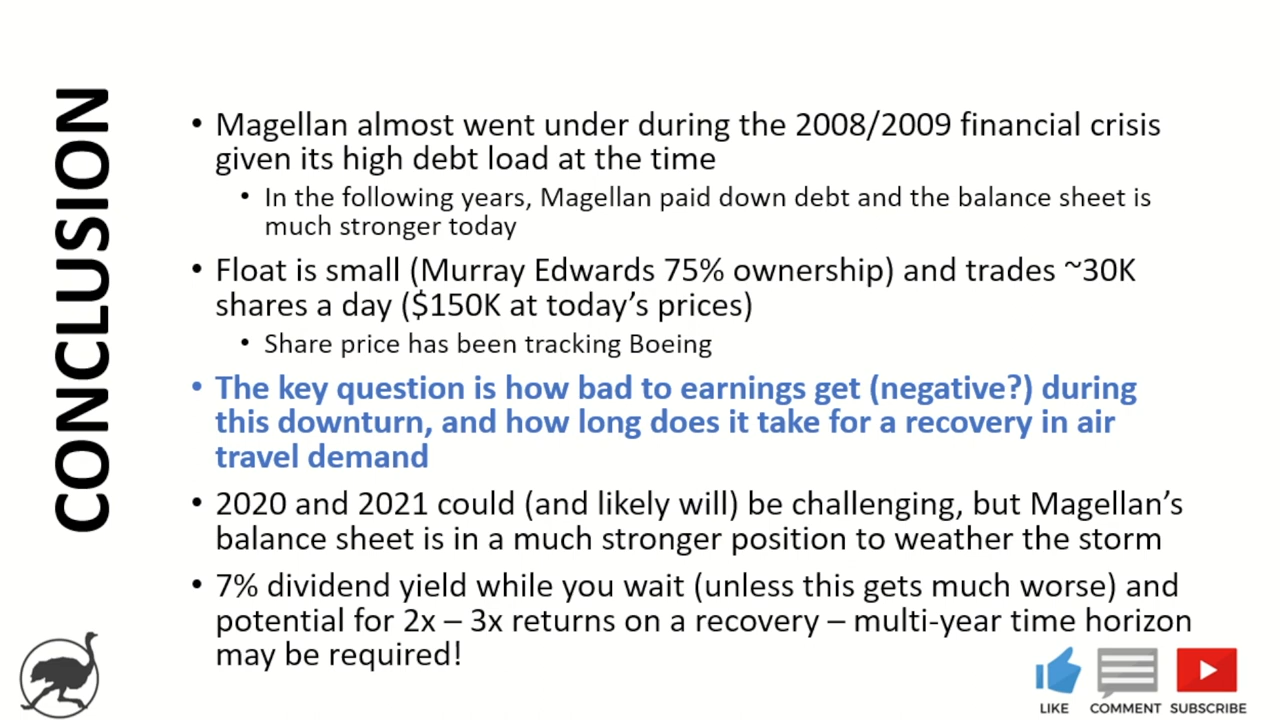 CONCLUSION
• Magellan almost went under during the 2008/2009 financial crisis
given its high debt load at the time
• In the following years, Magellan paid down debt and the balance sheet is
much stronger today
• Float is small (Murray Edwards 75% ownership) and trades ~30K
shares a day ($150K at today’s prices)
• Share price has been tracking Boeing
• The key question is how bad to earnings get (negative?) during
this downturn, and how long does it take for a recovery in air
travel demand
• 2020 and 2021 could (and likely will) be challenging, but Magellan’s
balance sheet is in a much stronger position to weather the storm
• 7% dividend yield while you wait (unless this gets much worse) and
potential for 2x – 3x returns on a recovery – multi-year time horizon
may be required!
LIKE COMMENT SUBSCRIBE